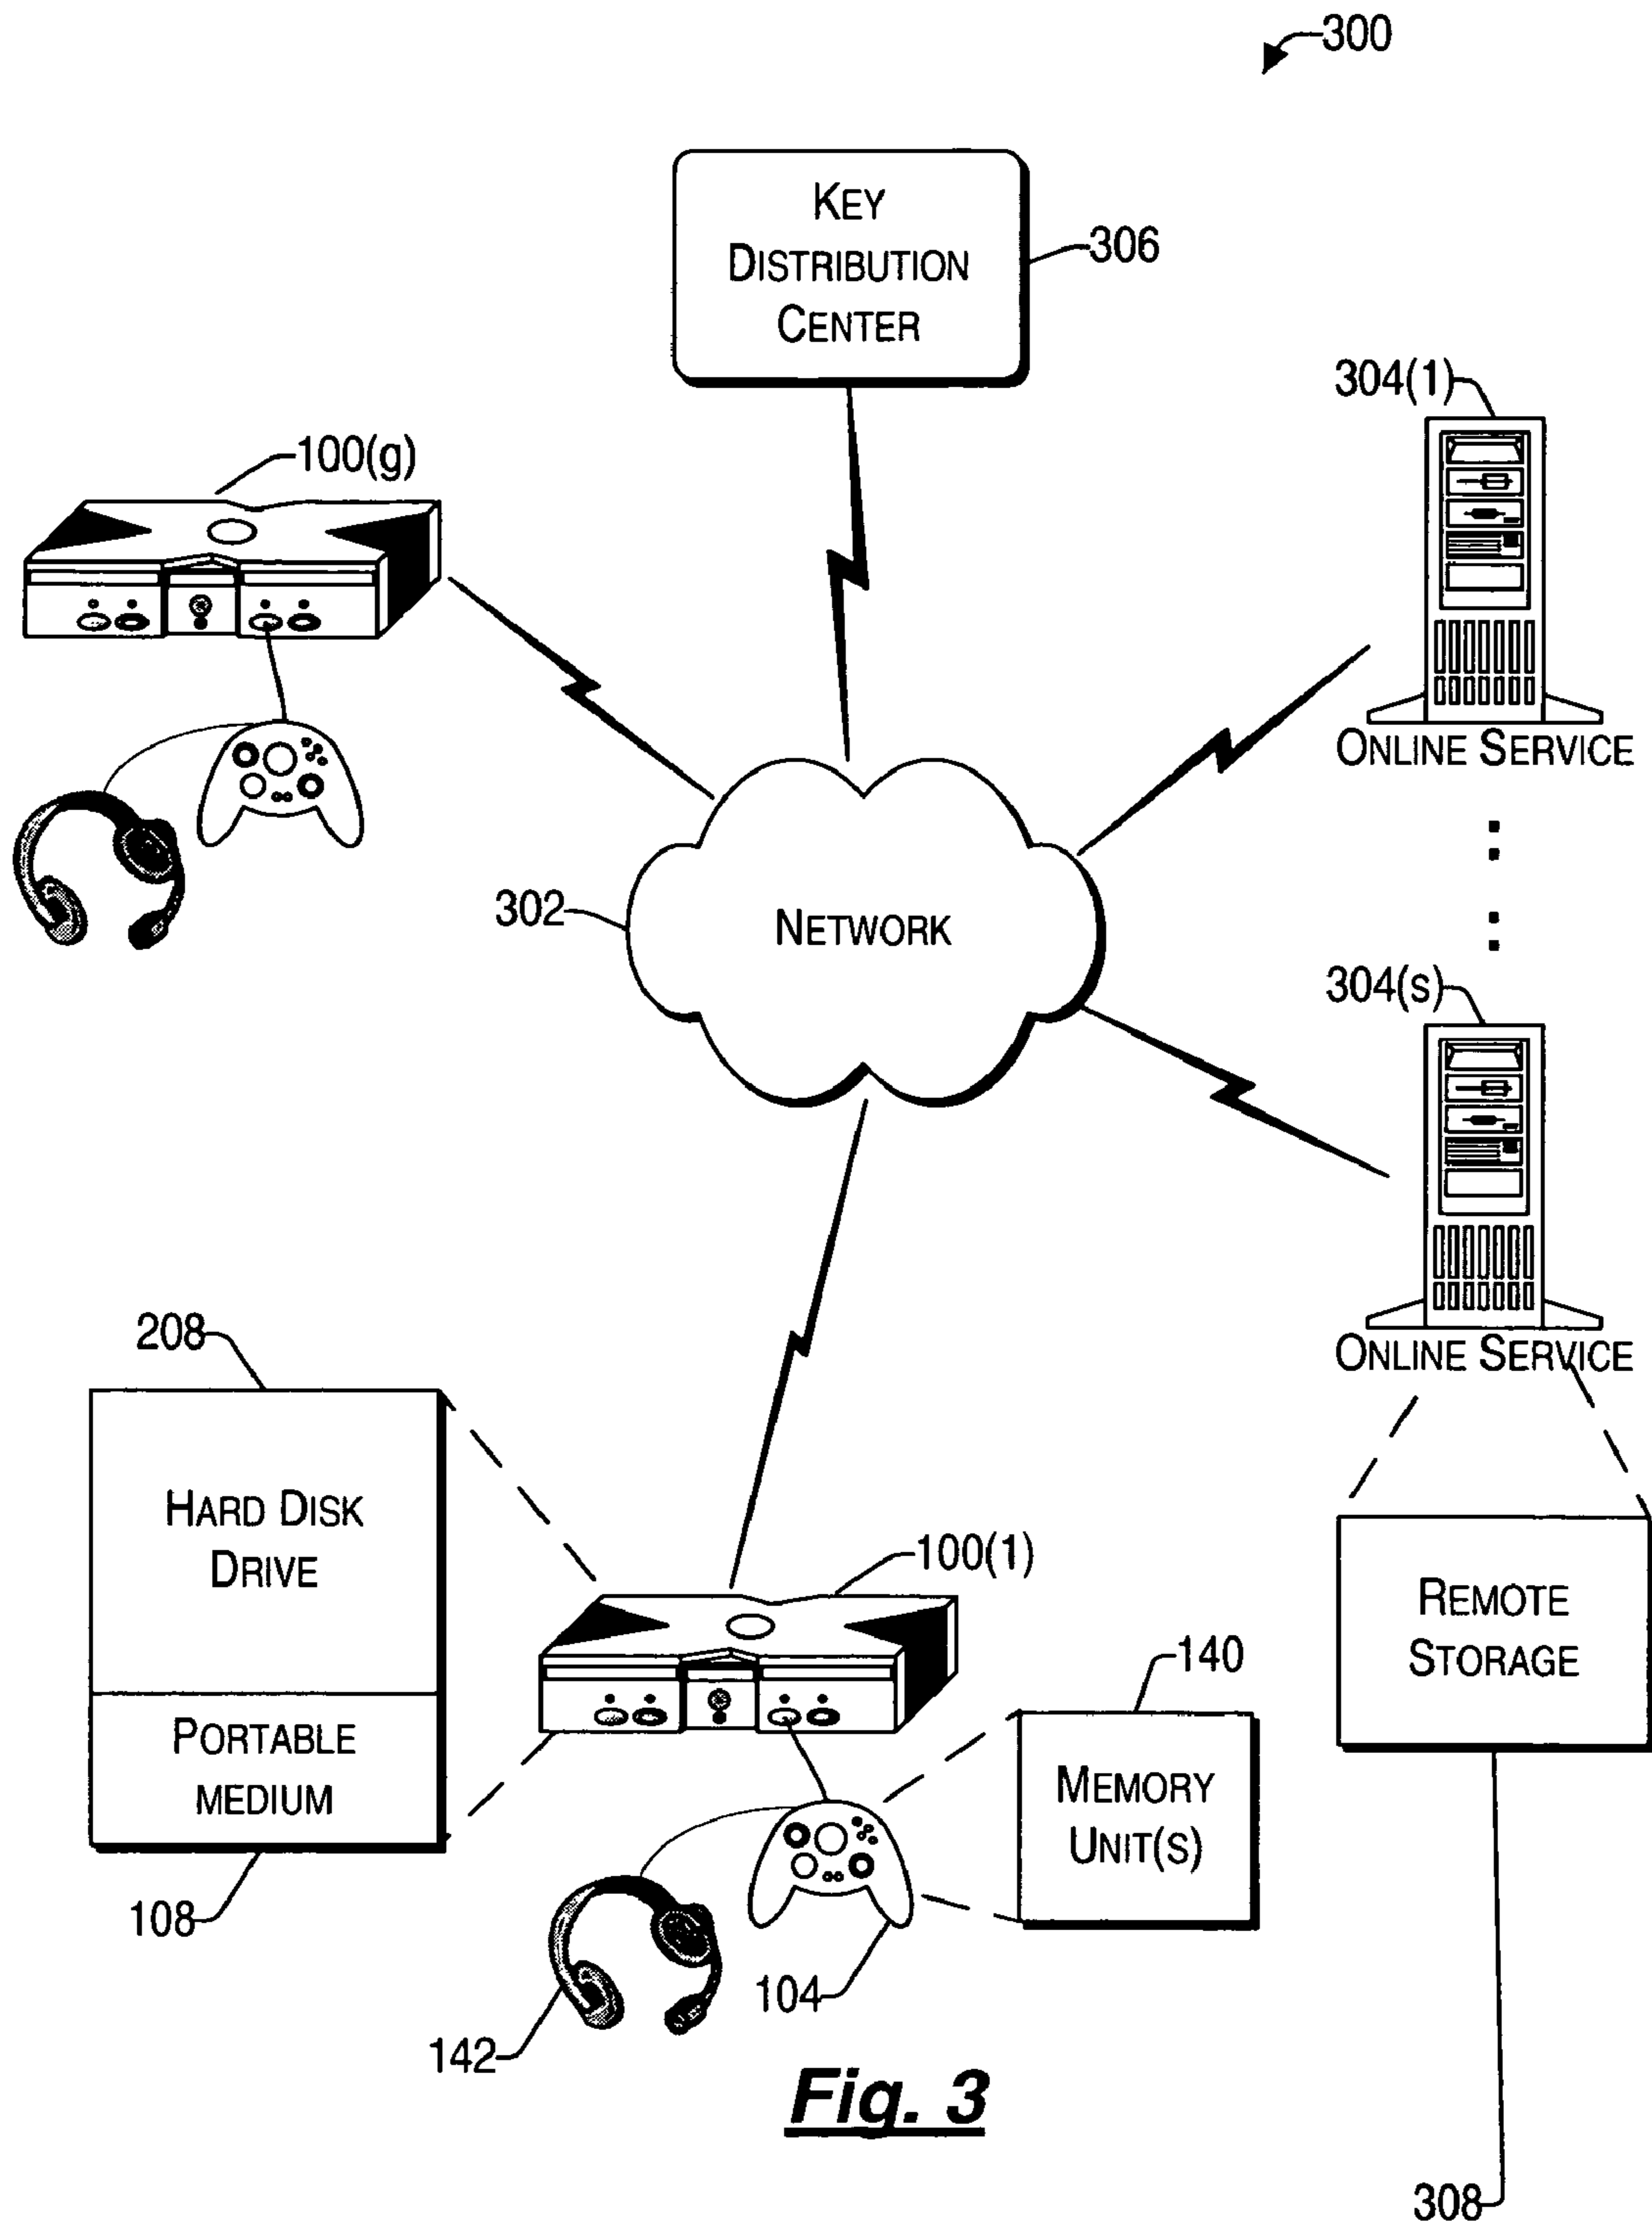 300
KEY
DISTRIBUTION
CENTER
306
304(1)
100(g)
ONLINE SERVICE
302
NETWORK
304(s)
ONLINE SERVICE
208
HARD DISK
DRIVE
100(1)
REMOTE
STORAGE
140
PORTABLE
MEDIUM
MEMORY
UNIT(S)
108
104
142
Fig. 3
308